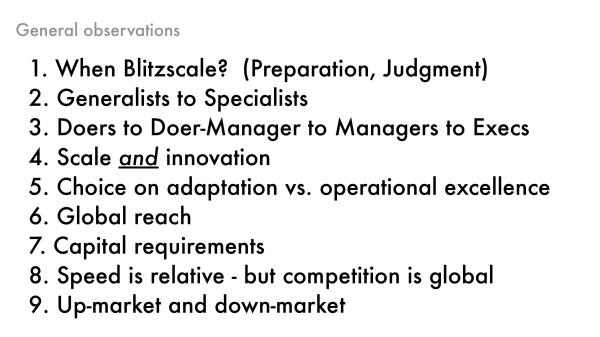 General observations
1. When Blitzscale?  (Preparation, Judgment)
2. Generalists to Specialists
3. Doers to Doer-Manager to Managers to Execs
4. Scale and innovation
5. Choice on adaptation vs. operational excellence
6. Global reach
7. Capital requirements
8. Speed is relative - but competition is global
9. Up-market and down-market